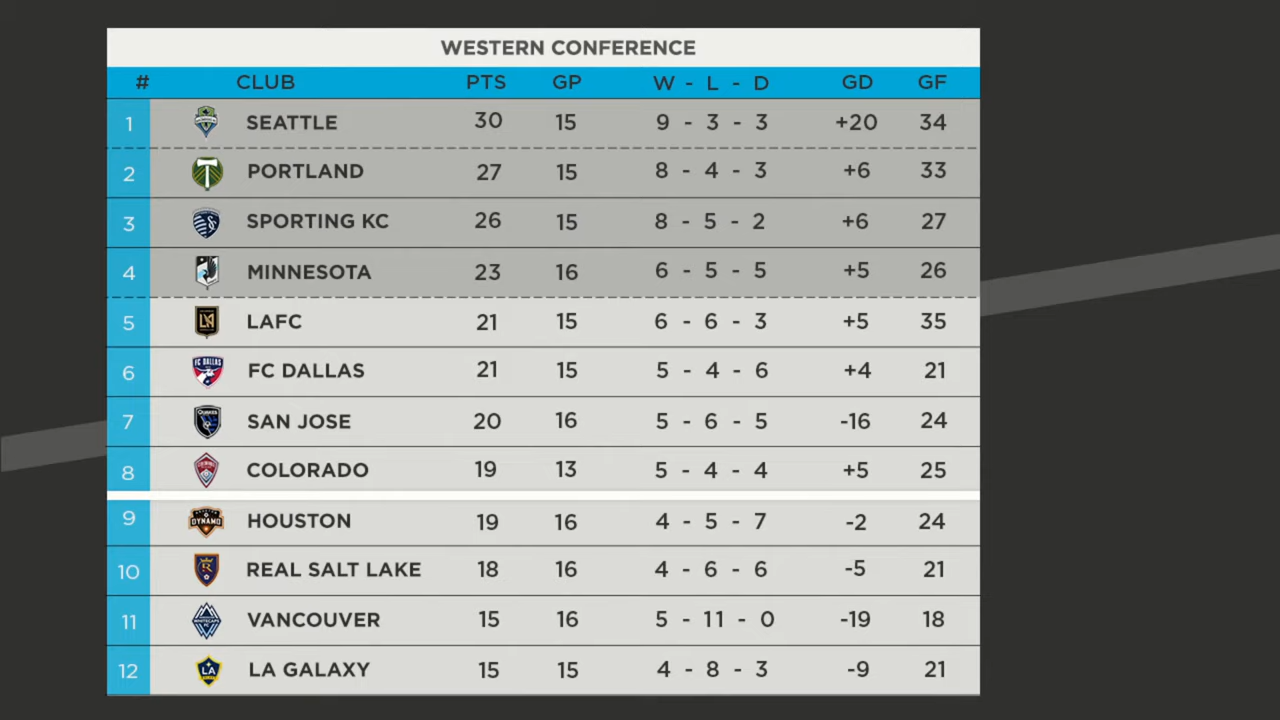 WESTERN CONFERENCE
# CLUB PTS GP W - L - D GD GF
1 SEATTLE 30 15 9 - 3 - 3 +20 34
2 PORTLAND 27 15 8 - 4 - 3 +6 33
3 SPORTING KC 26 15 8 - 5 - 2 +6 27
4 MINNESOTA 23 16 6 - 5 - 5 +5 26
5 LAFC 21 15 6 - 6 - 3 +5 35
6 FC DALLAS FC DALLAS 21 15 5 - 4 - 6 +4 21
7 QUAKES SAN JOSE 20 16 5 - 6 - 5 -16 24
8 COLORADO 19 13 5 - 4 - 4 +5 25
9 DYNAMO HOUSTON 19 16 4 - 5 - 7 -2 24
10 REAL SALT LAKE 18 16 4 - 6 - 6 -5 21
11 VANCOUVER 15 16 5 - 11 - 0 -19 18
12 LA LA GALAXY 15 15 4 - 8 - 3 -9 21